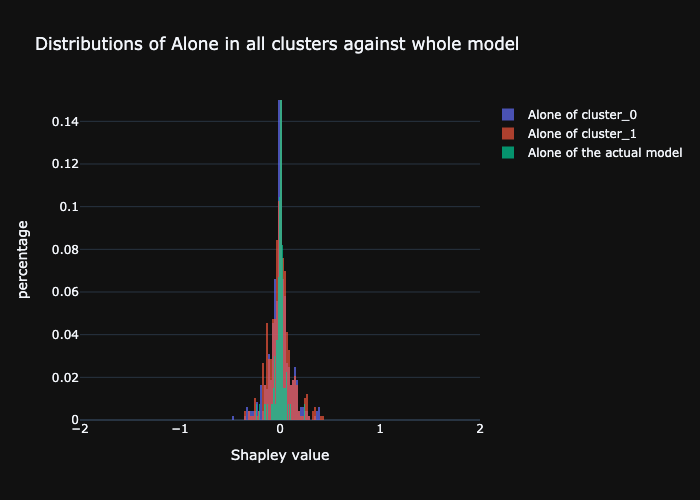 Distributions of Alone in all clusters against whole model
Alone of cluster_0
Alone of cluster_1
Alone of the actual model
percentage
0.14
0.12
0.1
0.08
0.06
0.04
0.02
0
−2
−1
0
1
2
Shapley value